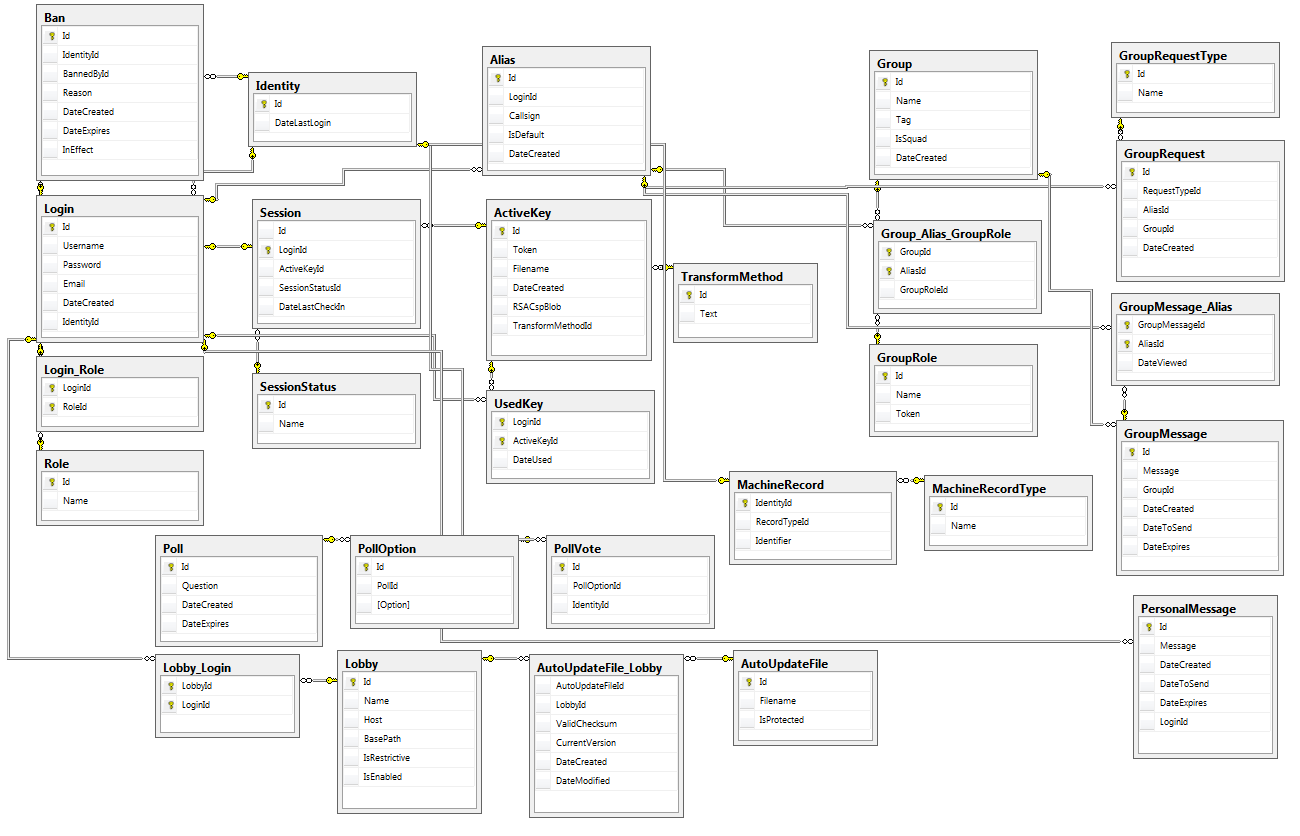 Ban
Id
IdentityId
BannedById
Reason
DateCreated
DateExpires
InEffect
Identity
Id
DateLastLogin
Alias
Id
LoginId
Callsign
IsDefault
DateCreated
Group
Id
Name
Tag
IsSquad
DateCreated
GroupRequestType
Id
Name
GroupRequest
Id
RequestTypeId
AliasId
GroupId
DateCreated
Login
Id
Username
Password
Email
DateCreated
IdentityId
Session
Id
LoginId
ActiveKeyId
SessionStatusId
DateLastCheckIn
ActiveKey
Id
Token
Filename
DateCreated
RSACspBlob
TransformMethodId
TransformMethod
Id
Text
Group_Alias_GroupRole
GroupId
AliasId
GroupRoleId
GroupMessage_Alias
GroupMessageId
AliasId
DateViewed
Login_Role
LoginId
RoleId
SessionStatus
Id
Name
UsedKey
LoginId
ActiveKeyId
DateUsed
GroupRole
Id
Name
Token
GroupMessage
Id
Message
GroupId
DateCreated
DateToSend
DateExpires
Role
Id
Name
MachineRecord
IdentityId
RecordTypeId
Identifier
MachineRecordType
Id
Name
Poll
Id
Question
DateCreated
DateExpires
PollOption
Id
PollId
[Option]
PollVote
Id
PollOptionId
IdentityId
PersonalMessage
Id
Message
DateCreated
DateToSend
DateExpires
LoginId
Lobby_Login
LobbyId
LoginId
Lobby
Id
Name
Host
BasePath
IsRestrictive
IsEnabled
AutoUpdateFile_Lobby
AutoUpdateFileId
LobbyId
ValidChecksum
CurrentVersion
DateCreated
DateModified
AutoUpdateFile
Id
Filename
IsProtected